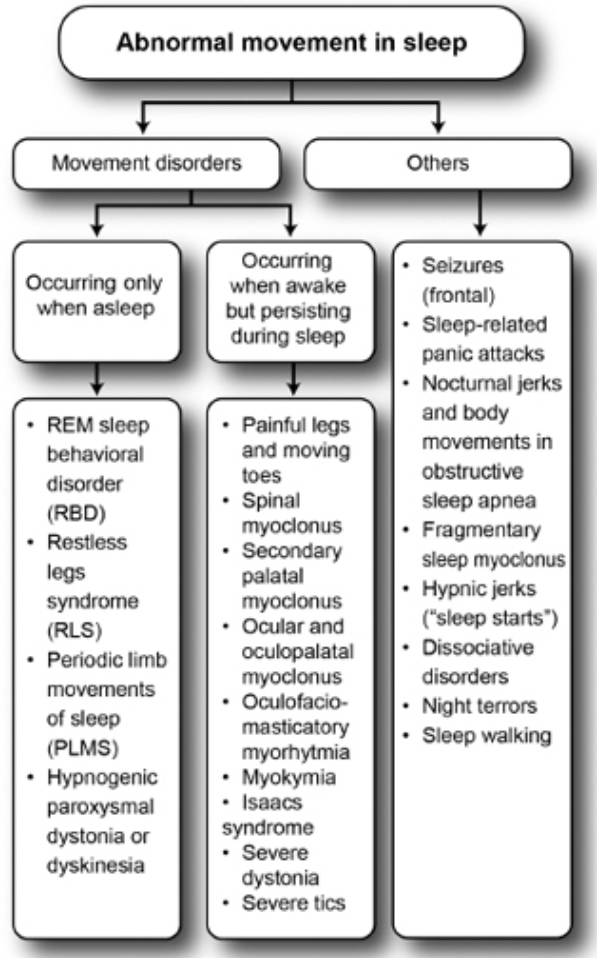 Abnormal movement in sleep
Movement disorders
Others
Occurring only
when asleep
Occurring
when awake
but persisting
during sleep
• REM sleep
behavioral
disorder
(RBD)
• Restless
legs
syndrome
(RLS)
• Periodic limb
movements
of sleep
(PLMS)
• Hypnogenic
paroxysmal
dystonia or
dyskinesia
• Painful legs
and moving
toes
• Spinal
myoclonus
• Secondary
palatal
myoclonus
• Ocular and
oculopalatal
myoclonus
• Oculofacio-
masticatory
myorhytmia
• Myokymia
• Isaacs
syndrome
• Severe
dystonia
• Severe tics
• Seizures
(frontal)
• Sleep-related
panic attacks
• Nocturnal jerks
and body
movements in
obstructive
sleep apnea
• Fragmentary
sleep myoclonus
• Hypnic jerks
(“sleep starts”)
• Dissociative
disorders
• Night terrors
• Sleep walking